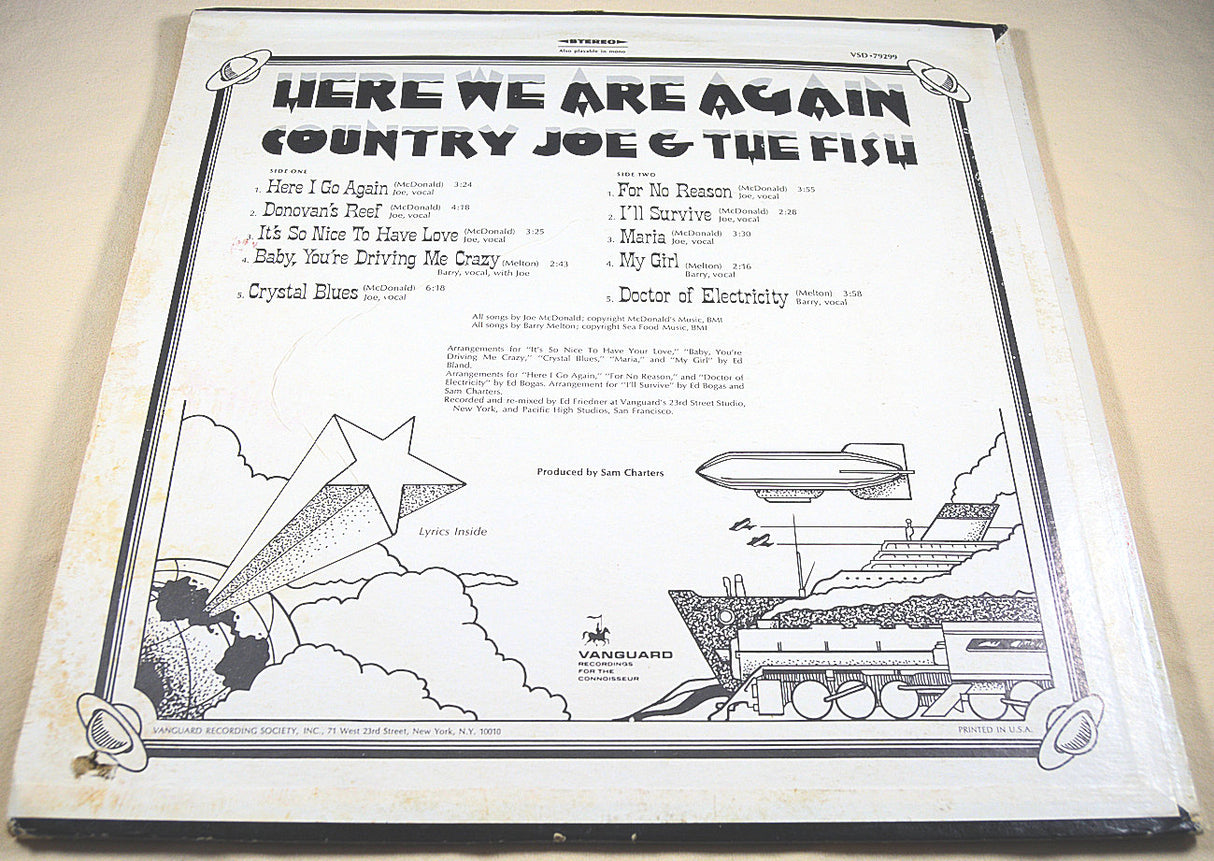 STEREO
Also playable in mono
VSD•79299
HERE WE ARE AGAIN
COUNTRY JOE & THE FISH
SIDE ONE
1. Here I Go Again (McDonald) 3:24
Joe, vocal
2. Donovan's Reef (McDonald) 4:18
Joe, vocal
3. It's So Nice To Have Love (McDonald) 3:25
Joe, vocal
4. Baby, You're Driving Me Crazy (Melton) 2:43
Barry, vocal, with Joe
5. Crystal Blues (McDonald) 6:18
Joe, vocal
SIDE TWO
1. For No Reason (McDonald) 3:55
Joe, vocal
2. I'll Survive (McDonald) 2:28
Joe, vocal
3. Maria (McDonald) 3:30
Joe, vocal
4. My Girl (Melton) 2:16
Barry, vocal
5. Doctor of Electricity (Melton) 3:58
Barry, vocal
All songs by Joe McDonald; copyright McDonald's Music, BMI
All songs by Barry Melton; copyright Sea Food Music, BMI
Arrangements for "It's So Nice To Have Your Love," "Baby, You're
Driving Me Crazy," "Crystal Blues," "Maria," and "My Girl" by Ed
Bland.
Arrangements for "Here I Go Again," "For No Reason," and "Doctor of
Electricity" by Ed Bogas. Arrangement for "I'll Survive" by Ed Bogas and
Sam Charters.
Recorded and re-mixed by Ed Friedner at Vanguard's 23rd Street Studio,
New York, and Pacific High Studios, San Francisco.
Produced by Sam Charters
Lyrics Inside
VANGUARD
RECORDINGS
FOR THE
CONNOISSEUR
VANGUARD RECORDING SOCIETY, INC., 71 West 23rd Street, New York, N.Y. 10010
PRINTED IN U.S.A.